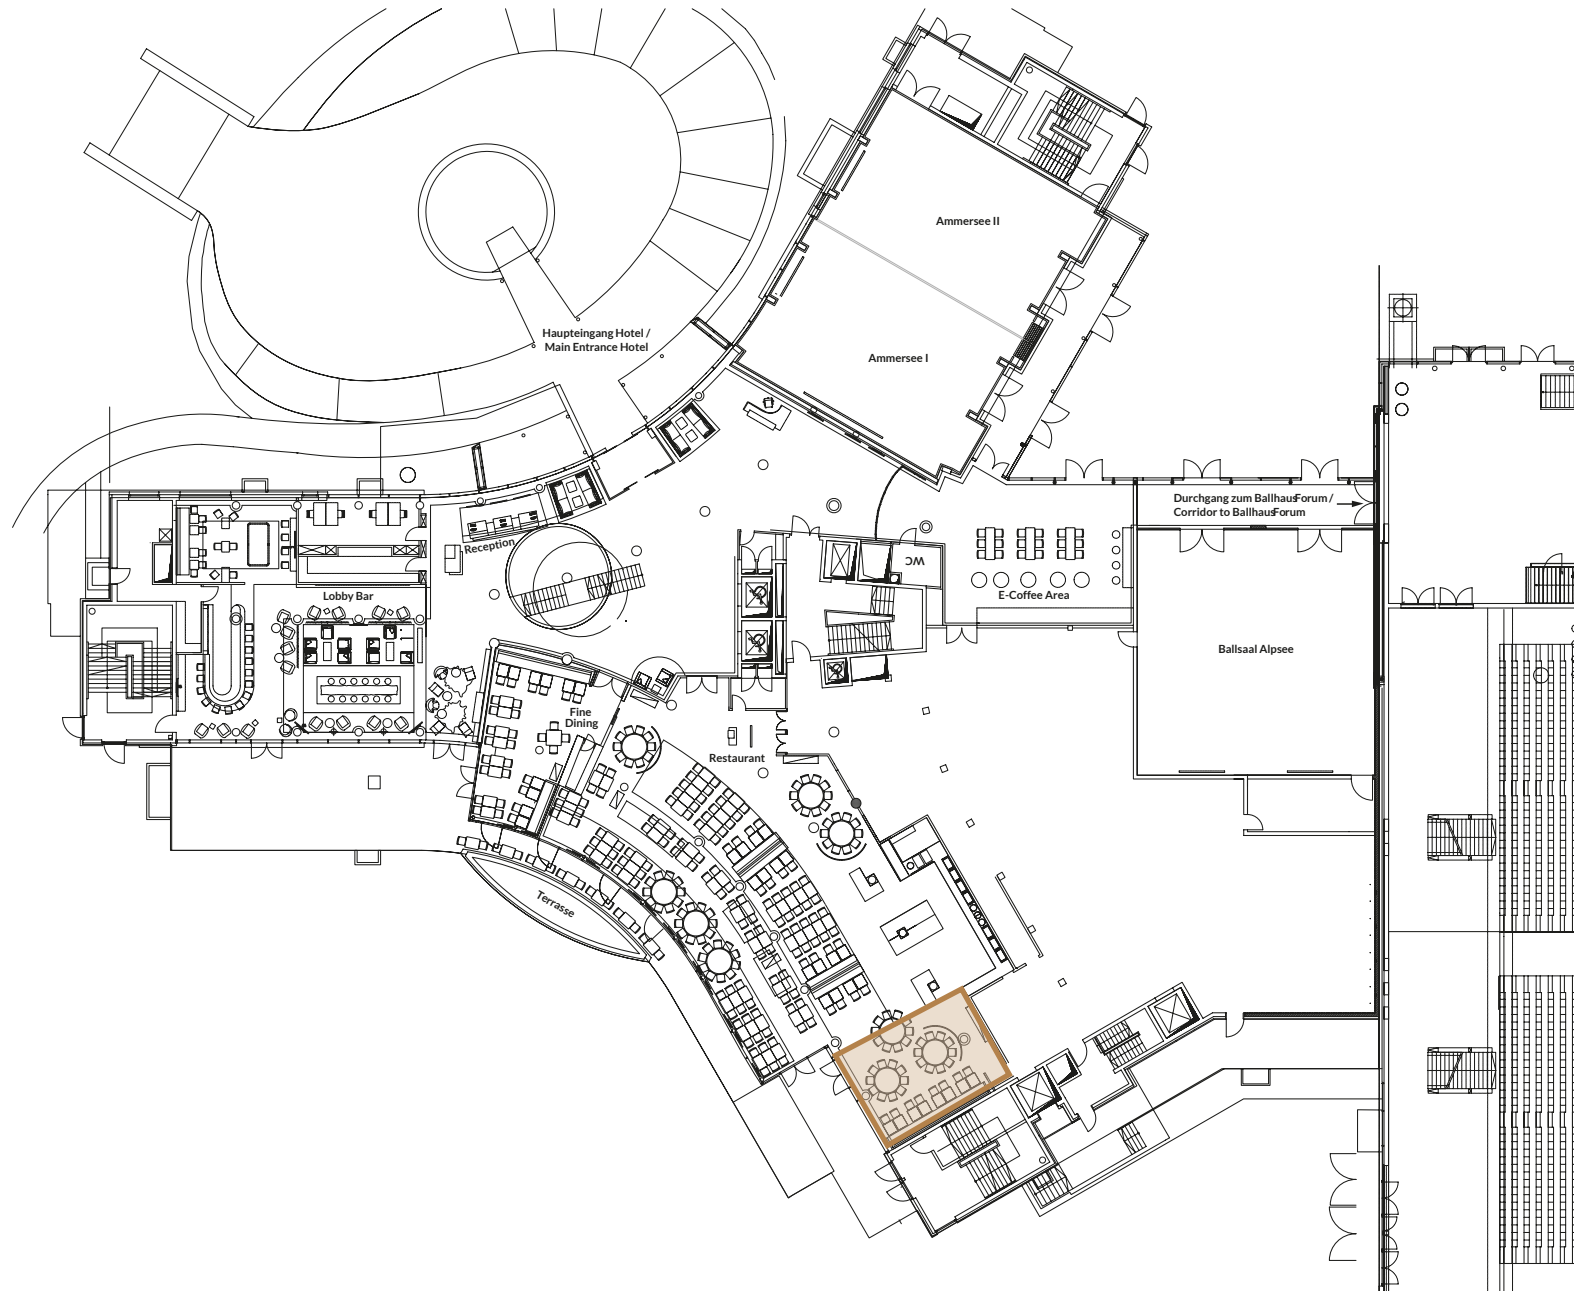 Ammersee II
Haupteingang Hotel /
Main Entrance Hotel
Ammersee I
Durchgang zum BallhausForum /
Corridor to BallhausForum
Reception
WC
Lobby Bar
E-Coffee Area
Ballsaal Alpsee
Fine
Dining
Restaurant
Terrasse